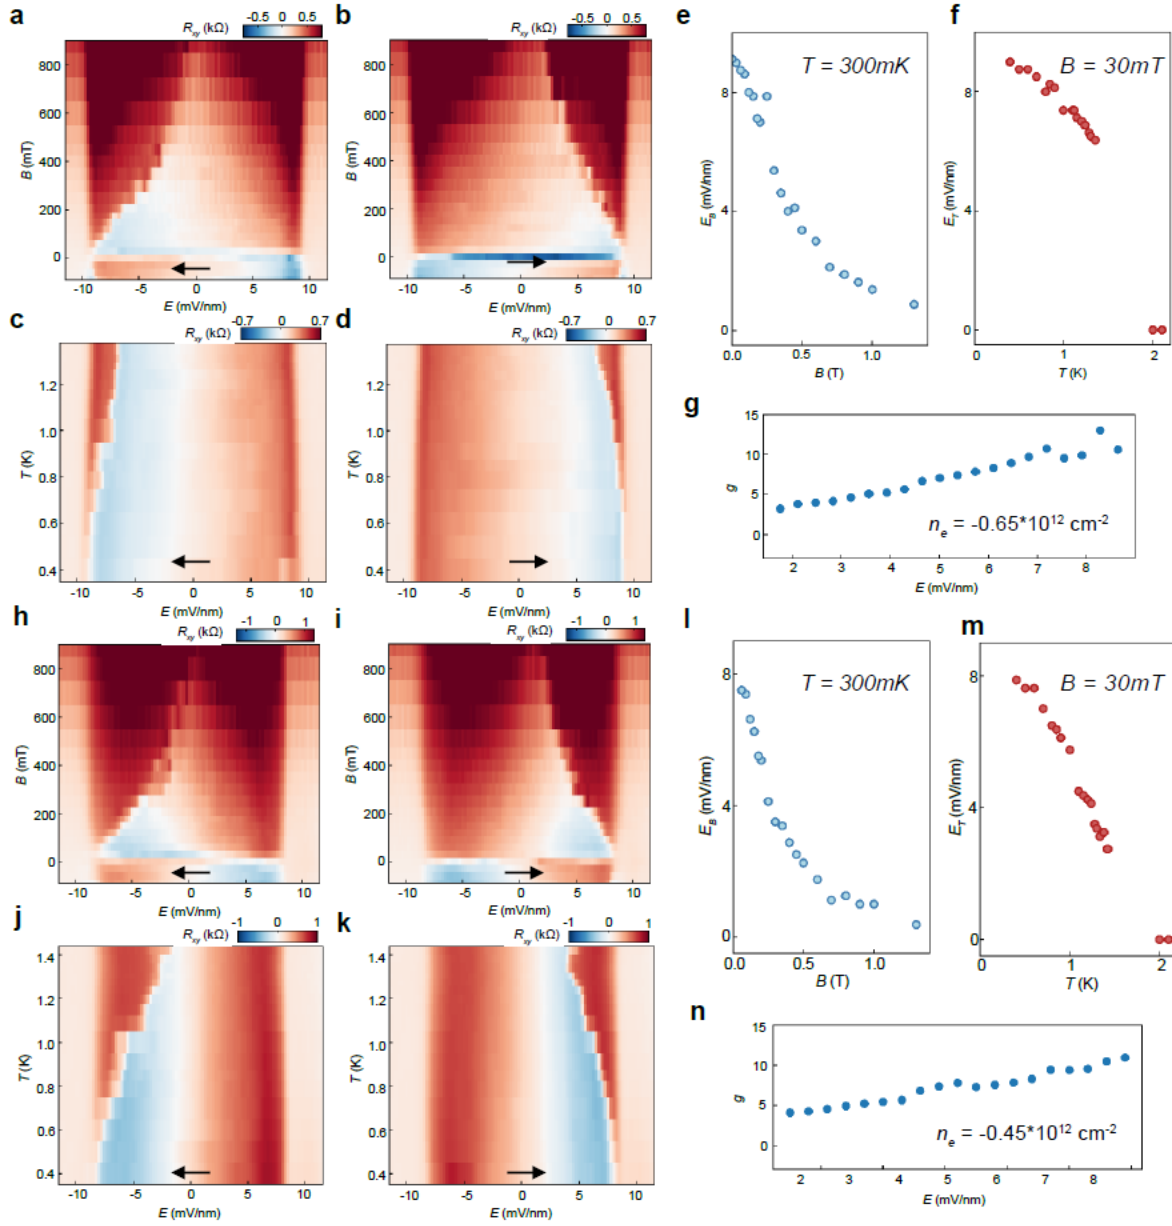 a
R_xy (kΩ)
-0.5 0 0.5
800
600
400
200
0
B (mT)
-10 -5 0 5 10
E (mV/nm)
b
R_xy (kΩ)
-0.5 0 0.5
800
600
400
200
0
B (mT)
-10 -5 0 5 10
E (mV/nm)
c
R_xy (kΩ)
-0.7 0 0.7
1.2
1.0
0.8
0.6
0.4
T (K)
-10 -5 0 5 10
E (mV/nm)
d
R_xy (kΩ)
-0.7 0 0.7
1.2
1.0
0.8
0.6
0.4
T (K)
-10 -5 0 5 10
E (mV/nm)
e
T = 300mK
8
4
0
E_B (mV/nm)
0.0 0.5 1.0
B (T)
f
B = 30mT
8
4
0
E_T (mV/nm)
0 1 2
T (K)
g
15
10
5
0
g
n_e = -0.65*10^12 cm^-2
2 3 4 5 6 7 8
E (mV/nm)
h
R_xy (kΩ)
-1 0 1
800
600
400
200
0
B (mT)
-10 -5 0 5 10
E (mV/nm)
i
R_xy (kΩ)
-1 0 1
800
600
400
200
0
B (mT)
-10 -5 0 5 10
E (mV/nm)
j
R_xy (kΩ)
-1 0 1
1.4
1.2
1.0
0.8
0.6
0.4
T (K)
-10 -5 0 5 10
E (mV/nm)
k
R_xy (kΩ)
-1 0 1
1.4
1.2
1.0
0.8
0.6
0.4
T (K)
-10 -5 0 5 10
E (mV/nm)
l
T = 300mK
8
4
0
E_B (mV/nm)
0.0 0.5 1.0
B (T)
m
B = 30mT
8
4
0
E_T (mV/nm)
0 1 2
T (K)
n
15
10
5
0
g
n_e = -0.45*10^12 cm^-2
2 3 4 5 6 7 8
E (mV/nm)